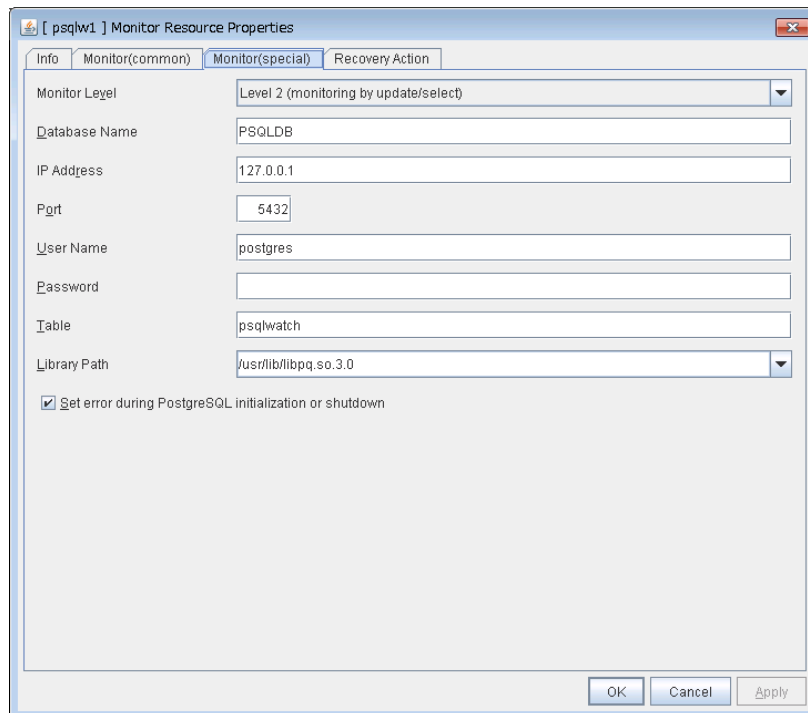 [ psqlw1 ] Monitor Resource Properties
Info Monitor(common) Monitor(special) Recovery Action
Monitor Level Level 2 (monitoring by update/select)
Database Name PSQLDB
IP Address 127.0.0.1
Port 5432
User Name postgres
Password
Table psqlwatch
Library Path /usr/lib/libpq.so.3.0
Set error during PostgreSQL initialization or shutdown
OK Cancel Apply